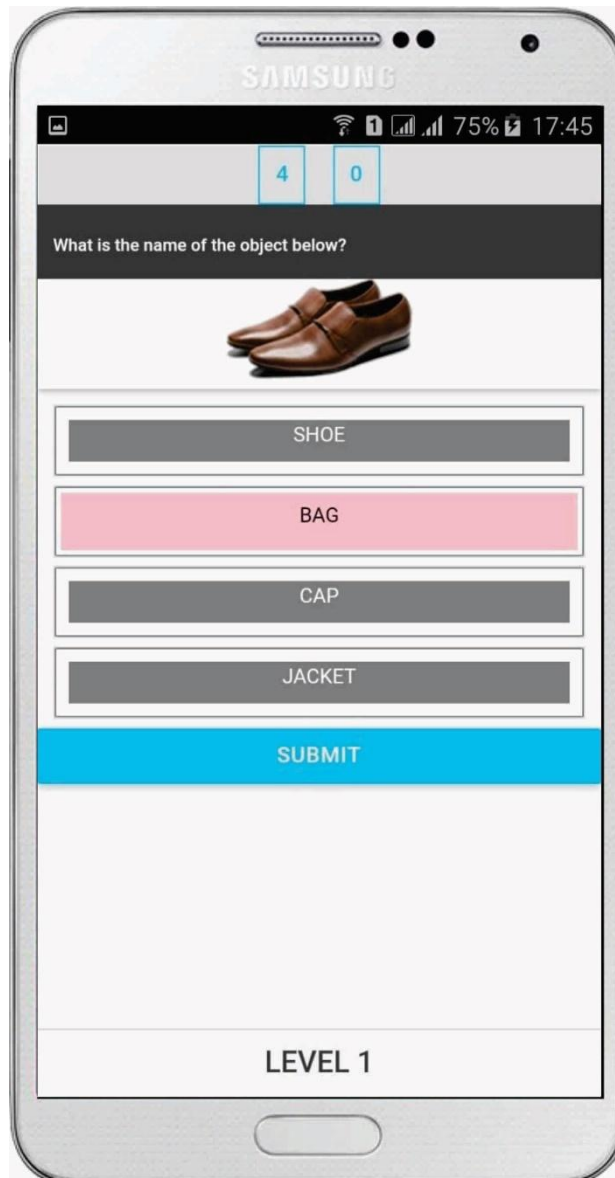 SAMSUNG
1 75% 17:45
4 0
What is the name of the object below?
SHOE
BAG
CAP
JACKET
SUBMIT
LEVEL 1